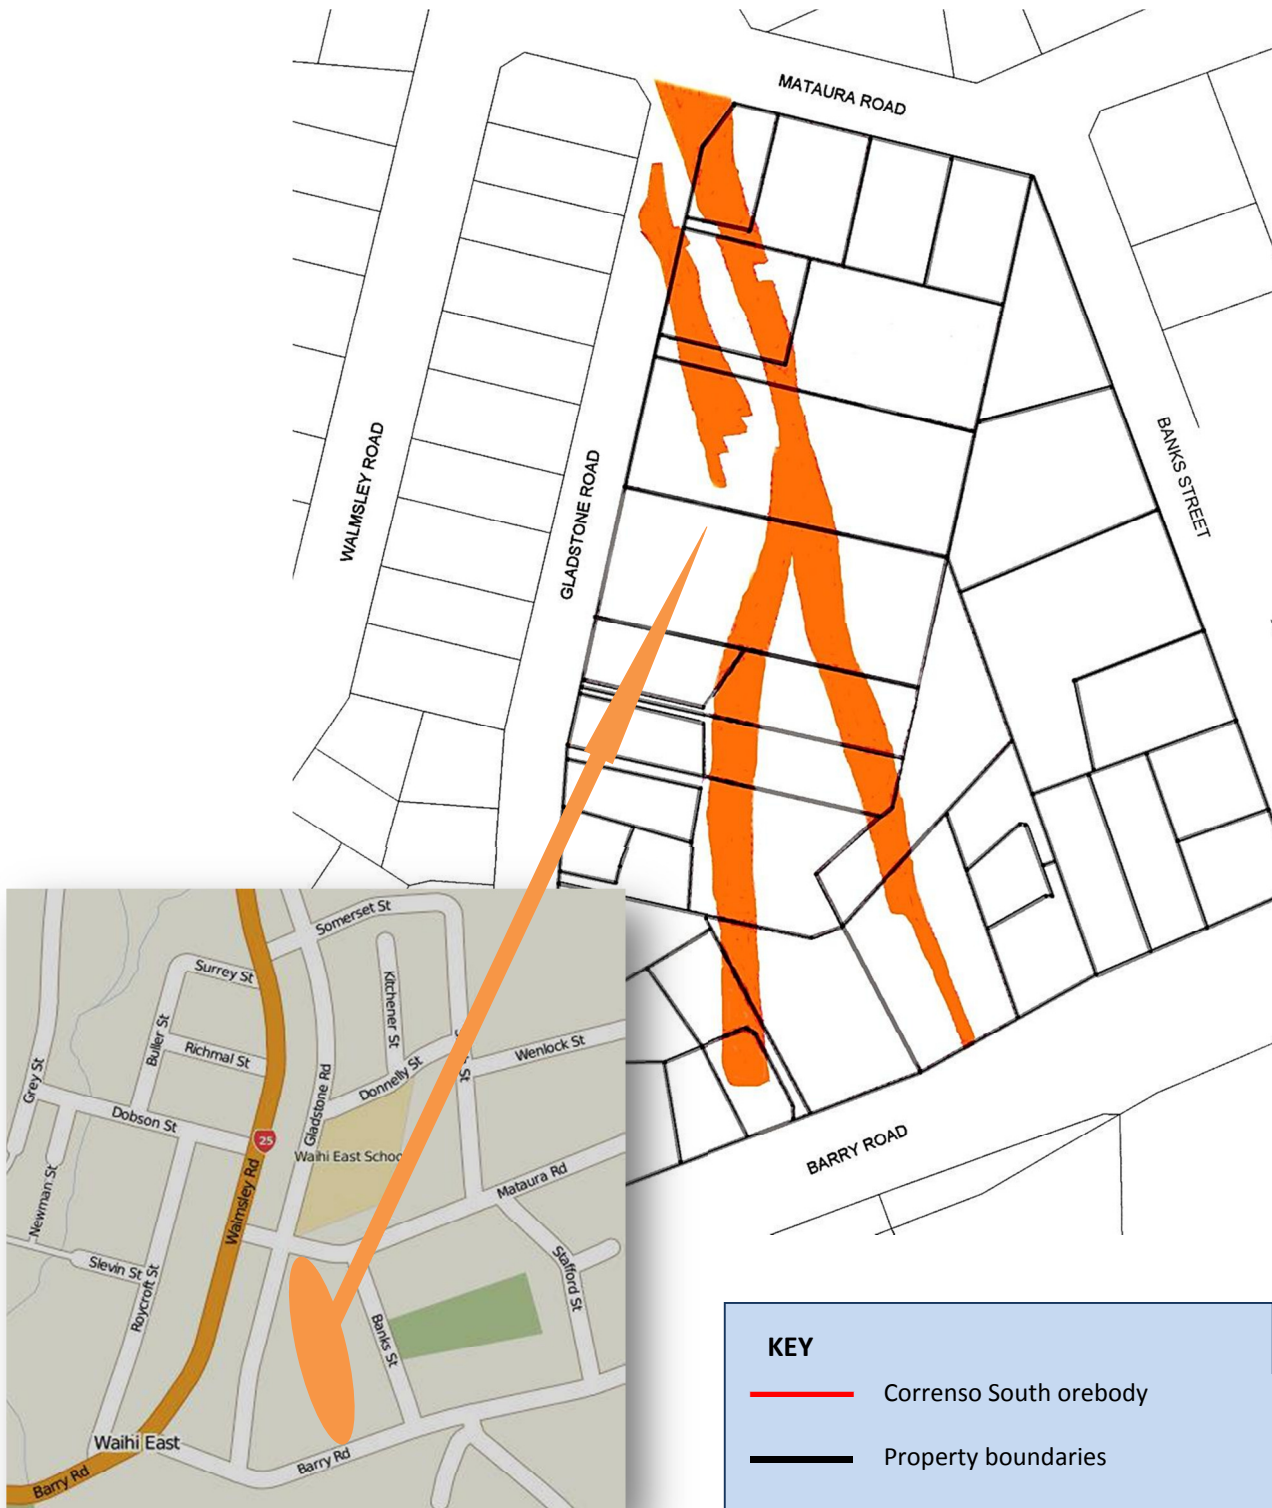 MATAURA ROAD
WALMSLEY ROAD
GLADSTONE ROAD
BANKS STREET
BARRY ROAD
Somerset St
Surrey St
Kitchener St
Buller St
Richmal St
Wenlock St
Grey St
Donnelly St
St
Gladstone Rd
Dobson St
25
Waihi East Schoo
Newman St
Walmsley Rd
Mataura Rd
Slevin St
Roycroft St
Stafford St
Banks St
Waihi East
Barry Rd
Barry Rd
KEY
Correnso South orebody
Property boundaries